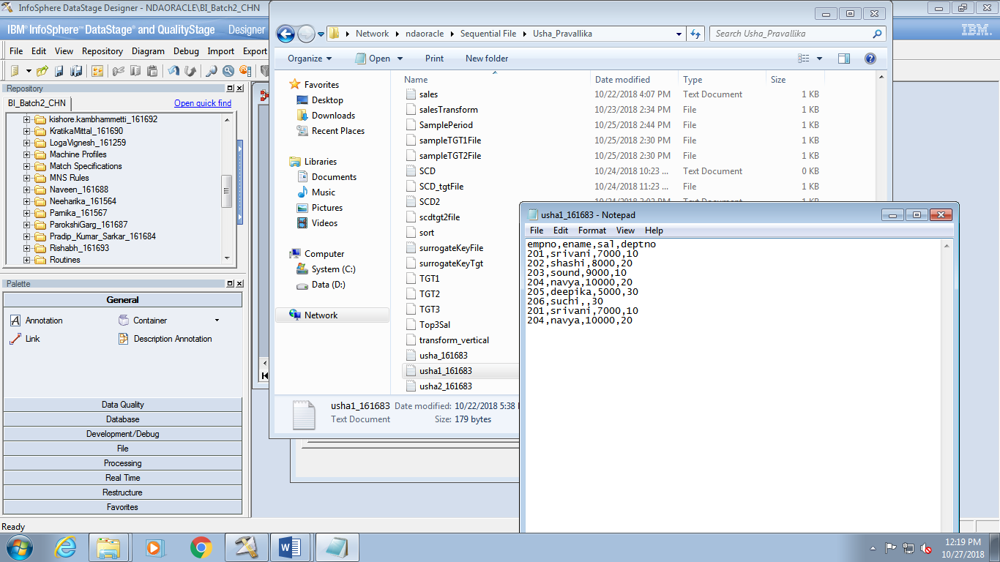 InfoSphere DataStage Designer - NDAORACLE\BI_Batch2_CHN
IBM® InfoSphere™ DataStage® and QualityStage Designer
IBM.
File Edit View Repository Diagram Debug Import Export
Repository
BI_Batch2_CHN Open quick find
kishore.kambhammetti_161692
KratikaMittal_161690
LogaVignesh_161259
Machine Profiles
Match Specifications
MNS Rules
Naveen_161688
Neeharika_161564
Pamika_161567
ParokshiGarg_161687
Pradip_Kumar_Sarkar_161684
Rishabh_161693
Routines
Palette
General
Annotation Container
Link Description Annotation
Data Quality
Database
Development/Debug
File
Processing
Real Time
Restructure
Favorites
Ready
Network ndaoracle Sequential File Usha_Pravallika
Search Usha_Pravallika
Organize Open Print New folder
Favorites
Desktop
Downloads
Recent Places
Libraries
Documents
Music
Pictures
Videos
Computer
System (C:)
Data (D:)
Network
Name Date modified Type Size
sales 10/22/2018 4:07 PM Text Document 1 KB
salesTransform 10/23/2018 2:34 PM File 1 KB
SamplePeriod 10/25/2018 2:44 PM File 1 KB
sampleTGT1File 10/25/2018 2:30 PM File 1 KB
sampleTGT2File 10/25/2018 2:30 PM File 1 KB
SCD 10/24/2018 10:23 ... Text Document 0 KB
SCD_tgtFile 10/24/2018 11:23 ... File 1 KB
SCD2 10/24/2018 Text Document 1 KB
scdtgt2file
sort
surrogateKeyFile
surrogateKeyTgt
TGT1
TGT2
TGT3
Top3Sal
transform_vertical
usha_161683
usha1_161683
usha2_161683
usha1_161683 Date modified: 10/22/2018 5:38
Text Document Size: 179 bytes
usha1_161683 - Notepad
File Edit Format View Help
empno,ename,sal,deptno
201,srivani,7000,10
202,shashi,8000,20
203,sound,9000,10
204,navya,10000,20
205,deepika,5000,30
206,suchi,,30
201,srivani,7000,10
204,navya,10000,20
12:19 PM
10/27/2018